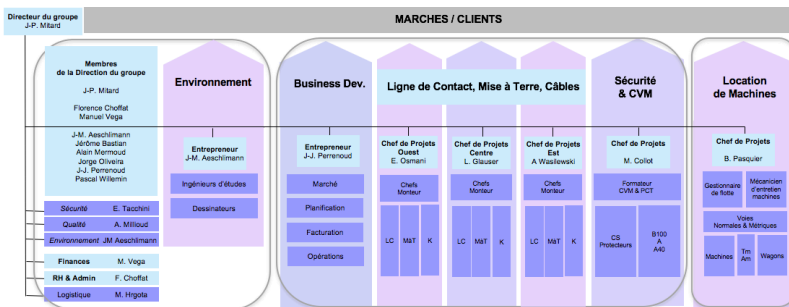 Directeur du groupe
J-P. Mitard
MARCHES / CLIENTS
Membres
de la Direction du groupe
J-P. Mitard
Florence Choffat
Manuel Vega
J-M. Aeschlimann
Jérôme Bastian
Alain Mermoud
Jorge Oliveira
J-J. Perrenoud
Pascal Willemin
Sécurité E. Tacchini
Qualité A. Millioud
Environnement JM Aeschlimann
Finances M. Vega
RH & Admin F. Choffat
Logistique M. Hrgota
Environnement
Entrepreneur
J-M. Aeschlimann
Ingénieurs d'études
Dessinateurs
Business Dev.
Entrepreneur
J-J. Perrenoud
Marché
Planification
Facturation
Opérations
Ligne de Contact, Mise à Terre, Câbles
Chef de Projets
Ouest
E. Osmani
Chefs
Monteur
LC MàT K
Chef de Projets
Centre
L. Glauser
Chefs
Monteur
LC MàT K
Chef de Projets
Est
A Wasilewski
Chefs
Monteur
LC MàT K
Sécurité
& CVM
Chef de Projets
M. Collot
Formateur
CVM & PCT
CS
Protecteurs
B100
A
A40
Location
de Machines
Chef de Projets
B. Pasquier
Gestionnaire
de flotte
Mécanicien
d'entretien
machines
Voies
Normales & Métriques
Machines
Tm
Am
Wagons